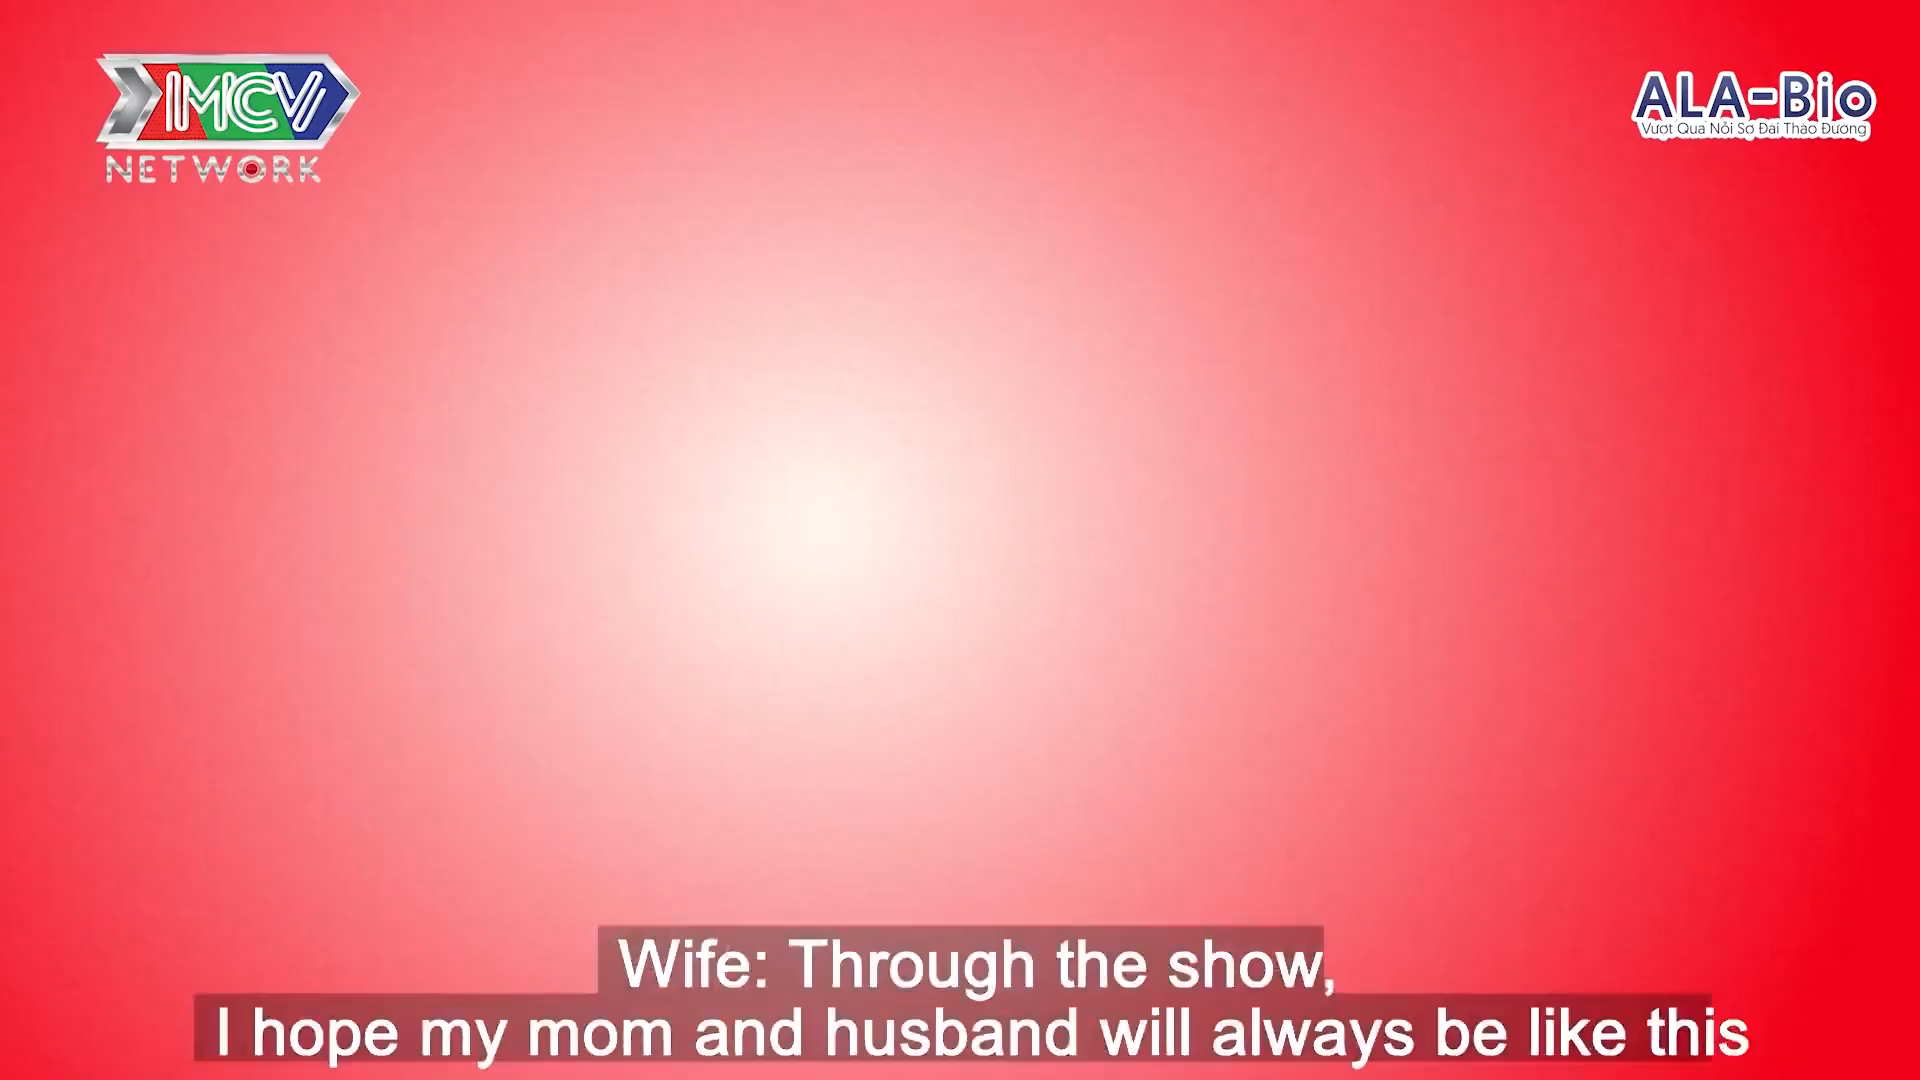 MCV
NETWORK
ALA-Bio
Vượt Qua Nỗi Sợ Đái Tháo Đường
Wife: Through the show,
I hope my mom and husband will always be like this